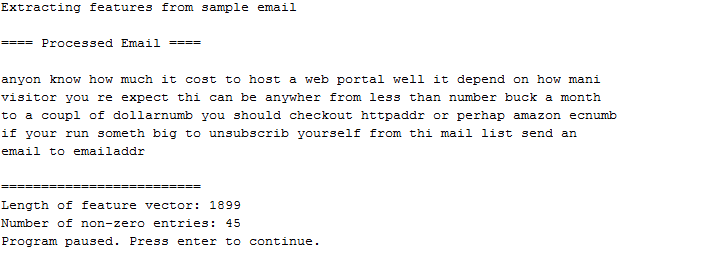 Extracting features from sample email
==== Processed Email ====
anyon know how much it cost to host a web portal well it depend on how mani
visitor you re expect thi can be anywher from less than number buck a month
to a coupl of dollarnumb you should checkout httpaddr or perhap amazon ecnumb
if your run someth big to unsubscrib yourself from thi mail list send an
email to emailaddr
=========================
Length of feature vector: 1899
Number of non-zero entries: 45
Program paused. Press enter to continue.